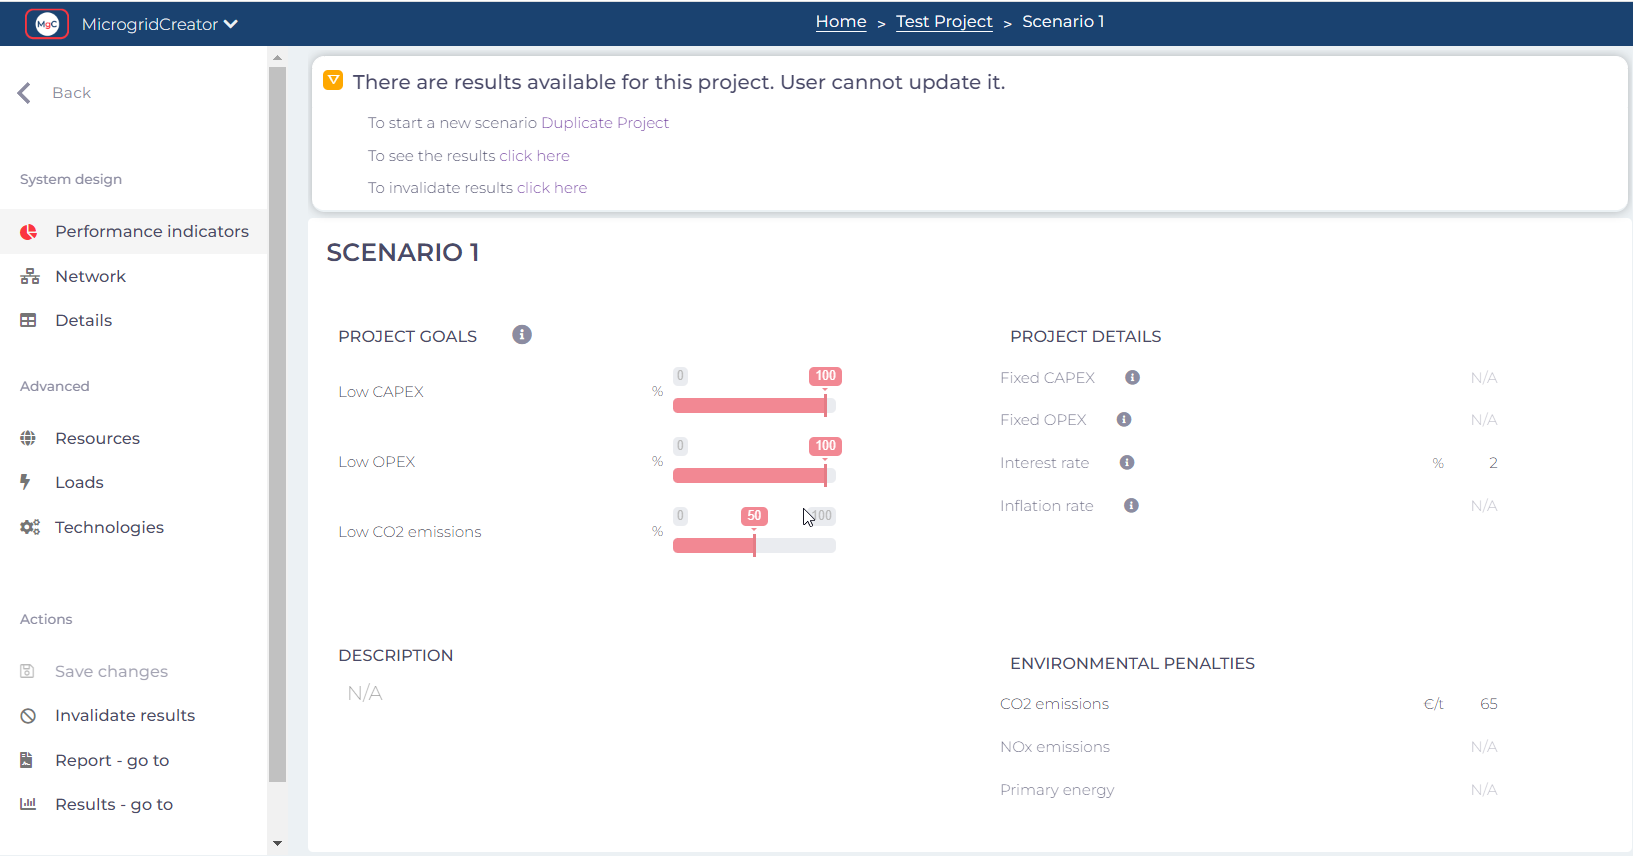 MgC MicrogridCreator
Home > Test Project > Scenario 1
Back
System design
Performance indicators
Network
Details
Advanced
Resources
Loads
Technologies
Actions
Save changes
Invalidate results
Report - go to
Results - go to
There are results available for this project. User cannot update it.
To start a new scenario Duplicate Project
To see the results click here
To invalidate results click here
SCENARIO 1
PROJECT GOALS
Low CAPEX % 0 100
Low OPEX % 0 100
Low CO2 emissions % 0 50 100
PROJECT DETAILS
Fixed CAPEX N/A
Fixed OPEX N/A
Interest rate % 2
Inflation rate N/A
DESCRIPTION
N/A
ENVIRONMENTAL PENALTIES
CO2 emissions €/t 65
NOx emissions N/A
Primary energy N/A